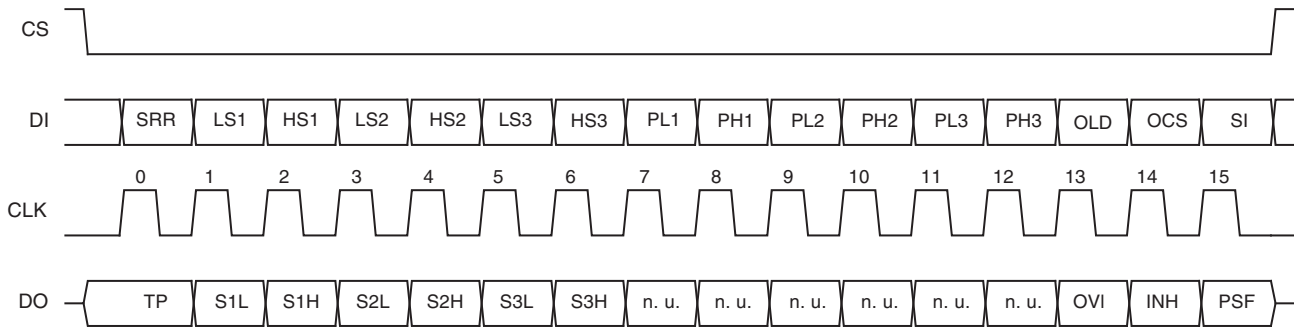 CS
DI SRR LS1 HS1 LS2 HS2 LS3 HS3 PL1 PH1 PL2 PH2 PL3 PH3 OLD OCS SI
0 1 2 3 4 5 6 7 8 9 10 11 12 13 14 15
CLK
DO TP S1L S1H S2L S2H S3L S3H n. u. n. u. n. u. n. u. n. u. n. u. OVI INH PSF